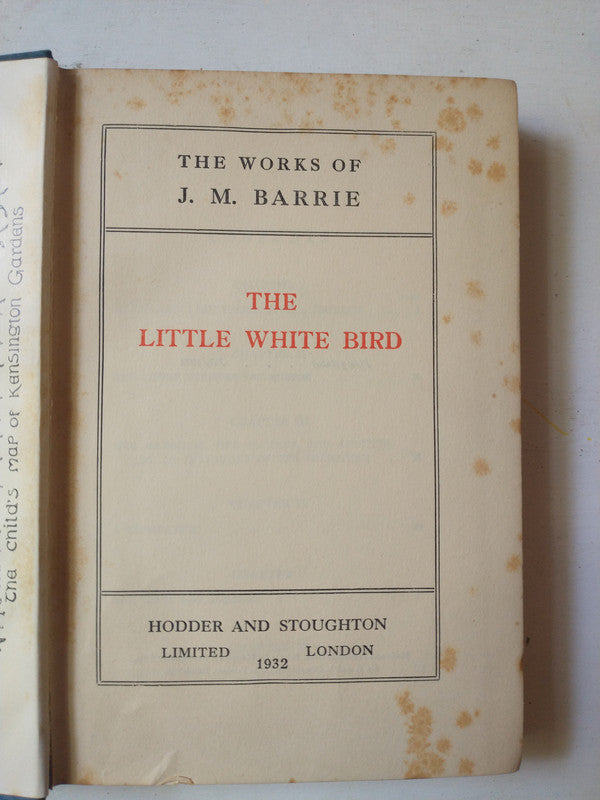 The Child's Map of Kensington Gardens
THE WORKS OF
J. M. BARRIE
THE
LITTLE WHITE BIRD
HODDER AND STOUGHTON
LIMITED LONDON
1932